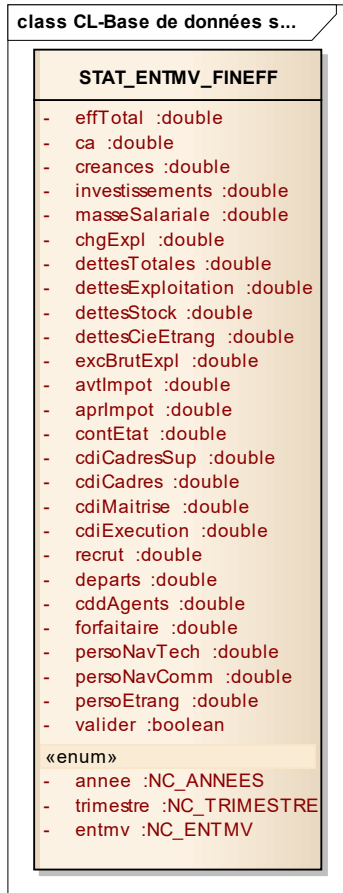 class CL-Base de données s...
STAT_ENTMV_FINEFF
- effTotal :double
- ca :double
- creances :double
- investissements :double
- masseSalariale :double
- chgExpl :double
- dettesTotales :double
- dettesExploitation :double
- dettesStock :double
- dettesCieEtrang :double
- excBrutExpl :double
- avtImpot :double
- aprImpot :double
- contEtat :double
- cdiCadresSup :double
- cdiCadres :double
- cdiMaitrise :double
- cdiExecution :double
- recrut :double
- departs :double
- cddAgents :double
- forfaitaire :double
- persoNavTech :double
- persoNavComm :double
- persoEtrang :double
- valider :boolean
«enum»
- annee :NC_ANNEES
- trimestre :NC_TRIMESTRE
- entmv :NC_ENTMV